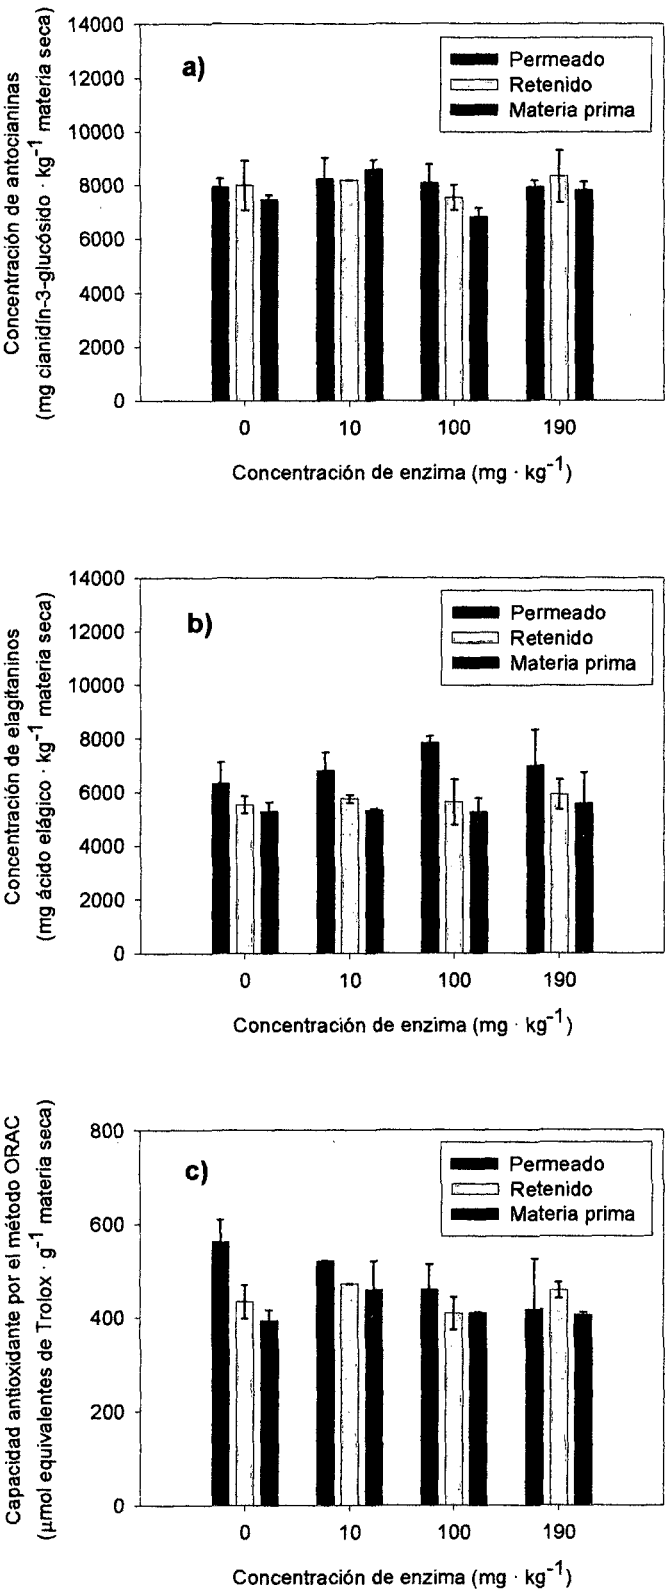 Concentración de antocianinas
(mg cianidín-3-glucósido · kg⁻¹ materia seca)
14000
12000
10000
8000
6000
4000
2000
0
a)
Permeado
Retenido
Materia prima
0 10 100 190
Concentración de enzima (mg · kg⁻¹)
Concentración de elagitaninos
(mg ácido elágico · kg⁻¹ materia seca)
14000
12000
10000
8000
6000
4000
2000
0
b)
Permeado
Retenido
Materia prima
0 10 100 190
Concentración de enzima (mg · kg⁻¹)
Capacidad antioxidante por el método ORAC
(µmol equivalentes de Trolox · g⁻¹ materia seca)
800
600
400
200
0
c)
Permeado
Retenido
Materia prima
0 10 100 190
Concentración de enzima (mg · kg⁻¹)